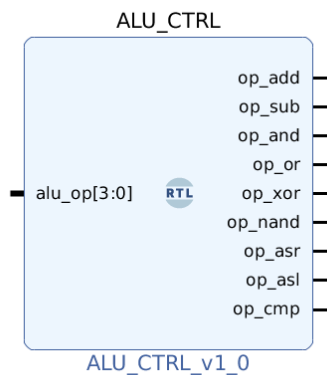 ALU_CTRL
op_add
op_sub
op_and
op_or
alu_op[3:0] RTL op_xor
op_nand
op_asr
op_asl
op_cmp
ALU_CTRL_v1_0